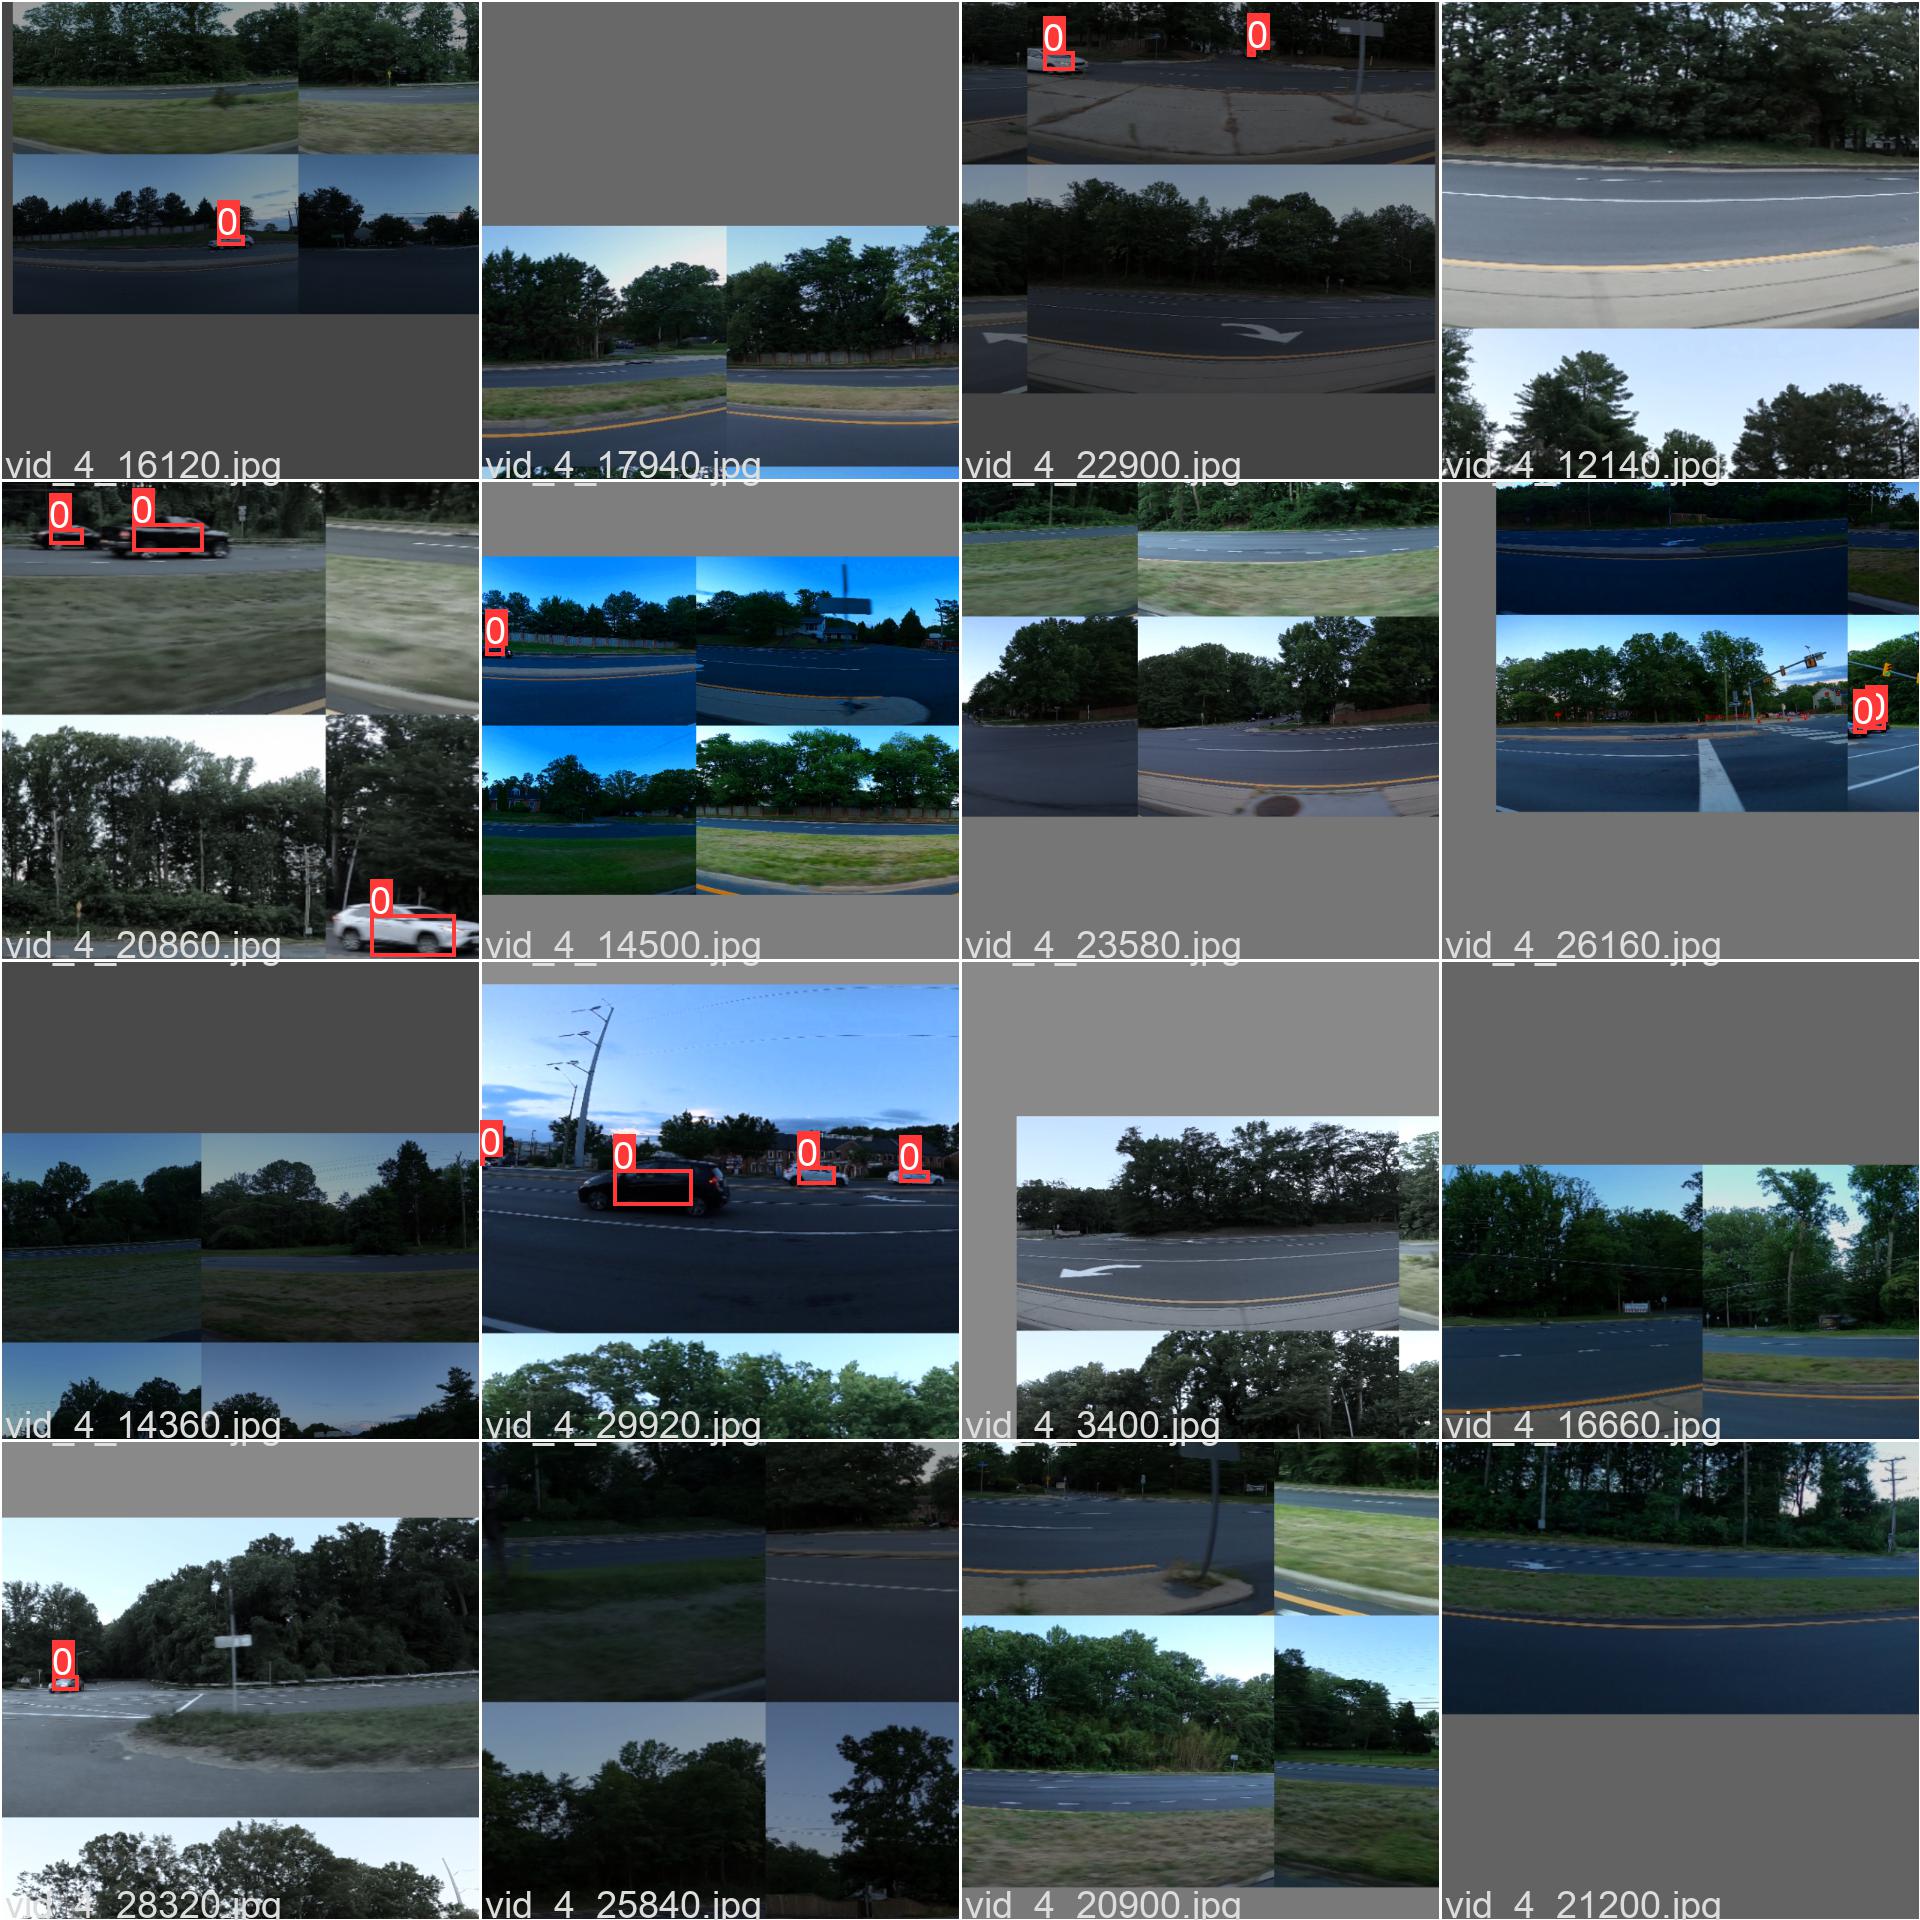 0
vid_4_16120.jpg
vid_4_17940.jpg
0 0
vid_4_22900.jpg
vid_4_12140.jpg
0 0
0
vid_4_20860.jpg
0
vid_4_14500.jpg
vid_4_23580.jpg
0 0
vid_4_26160.jpg
vid_4_14360.jpg
0 0 0 0
vid_4_29920.jpg
vid_4_3400.jpg
vid_4_16660.jpg
0
vid_4_28320.jpg
vid_4_25840.jpg
vid_4_20900.jpg
vid_4_21200.jpg